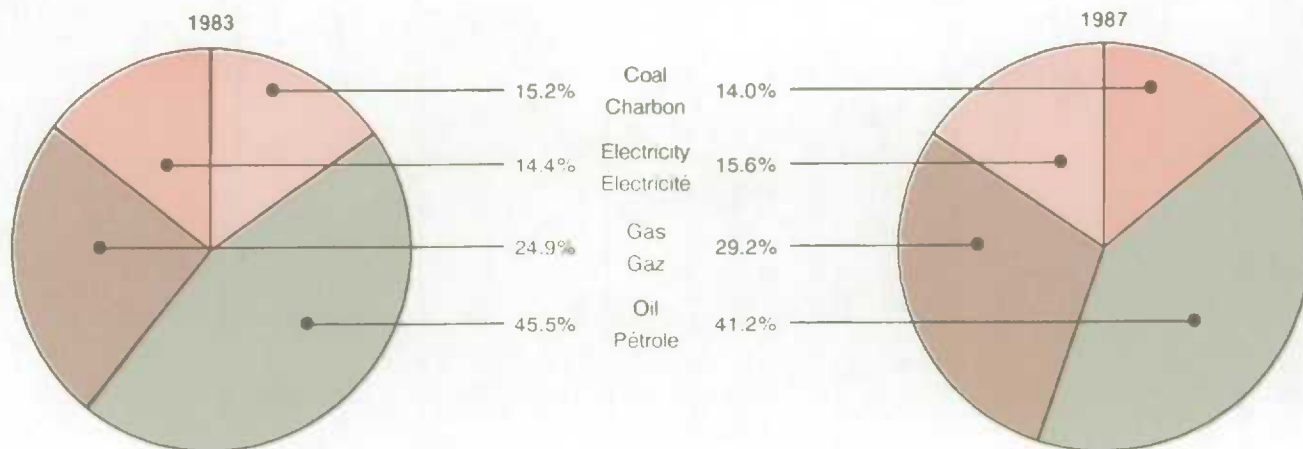 1983
1987
15.2%
Coal
Charbon
14.0%
14.4%
Electricity
Electricité
15.6%
24.9%
Gas
Gaz
29.2%
45.5%
Oil
Pétrole
41.2%